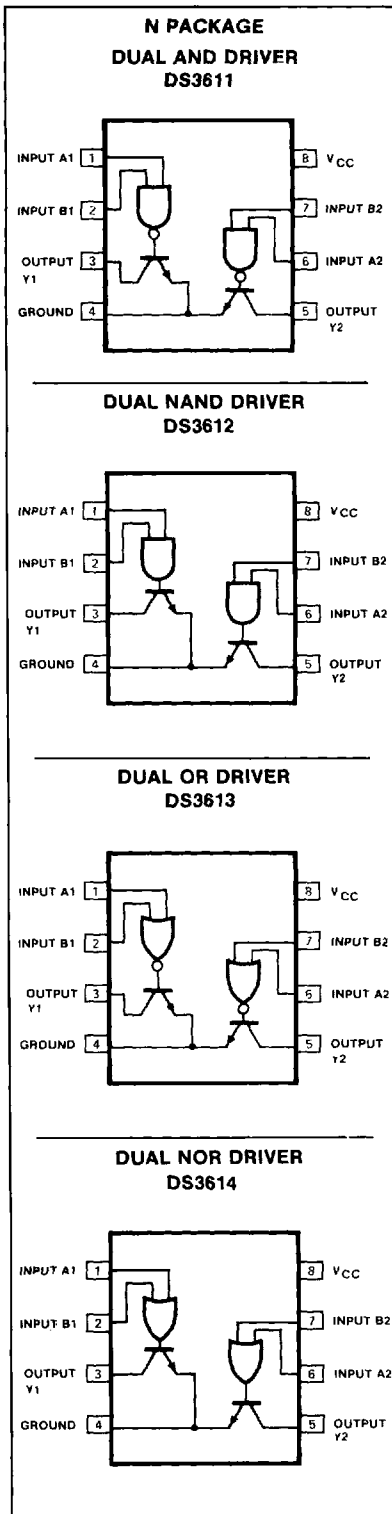 N PACKAGE
DUAL AND DRIVER
DS3611
INPUT A1 1
8 VCC
INPUT B1 2
7 INPUT B2
OUTPUT 3
Y1
6 INPUT A2
GROUND 4
5 OUTPUT
Y2
DUAL NAND DRIVER
DS3612
INPUT A1 1
8 VCC
INPUT B1 2
7 INPUT B2
OUTPUT 3
Y1
6 INPUT A2
GROUND 4
5 OUTPUT
Y2
DUAL OR DRIVER
DS3613
INPUT A1 1
8 VCC
INPUT B1 2
7 INPUT B2
OUTPUT 3
Y1
6 INPUT A2
GROUND 4
5 OUTPUT
Y2
DUAL NOR DRIVER
DS3614
INPUT A1 1
8 VCC
INPUT B1 2
7 INPUT B2
OUTPUT 3
Y1
6 INPUT A2
GROUND 4
5 OUTPUT
Y2